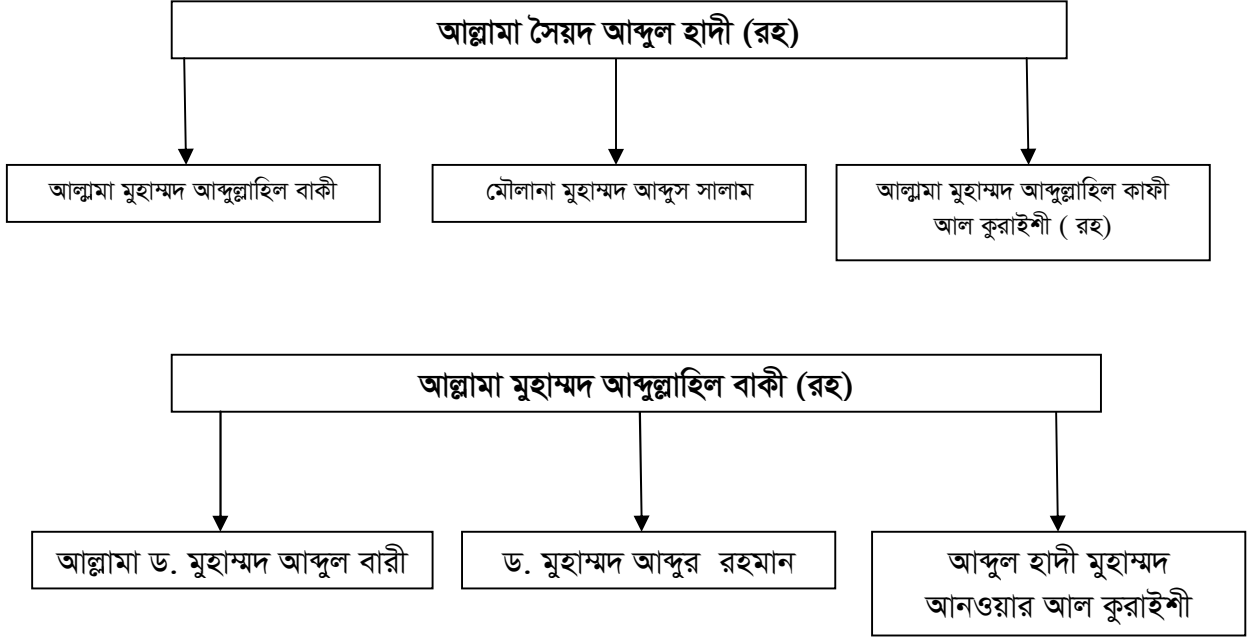 আল্লামা সৈয়দ আব্দুল হাদী (রহ)
আল্লামা মুহাম্মদ আব্দুল্লাহিল বাকী
মৌলানা মুহাম্মদ আব্দুস সালাম
আল্লামা মুহাম্মদ আব্দুল্লাহিল কাফী
আল কুরাইশী ( রহ)
আল্লামা মুহাম্মদ আব্দুল্লাহিল বাকী (রহ)
আল্লামা ড. মুহাম্মদ আব্দুল বারী
ড. মুহাম্মদ আব্দুর রহমান
আব্দুল হাদী মুহাম্মদ
আনওয়ার আল কুরাইশী